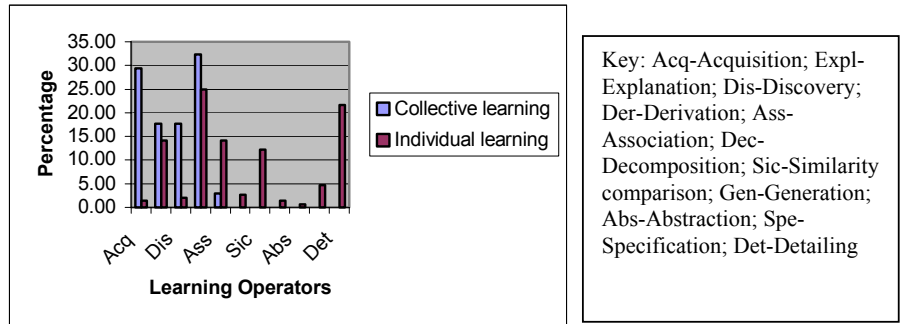 35.00
30.00
25.00
20.00
15.00
10.00
5.00
0.00
Percentage
Acq
Dis
Ass
Sic
Abs
Det
Learning Operators
Collective learning
Individual learning
Key: Acq-Acquisition; Expl-
Explanation; Dis-Discovery;
Der-Derivation; Ass-
Association; Dec-
Decomposition; Sic-Similarity
comparison; Gen-Generation;
Abs-Abstraction; Spe-
Specification; Det-Detailing